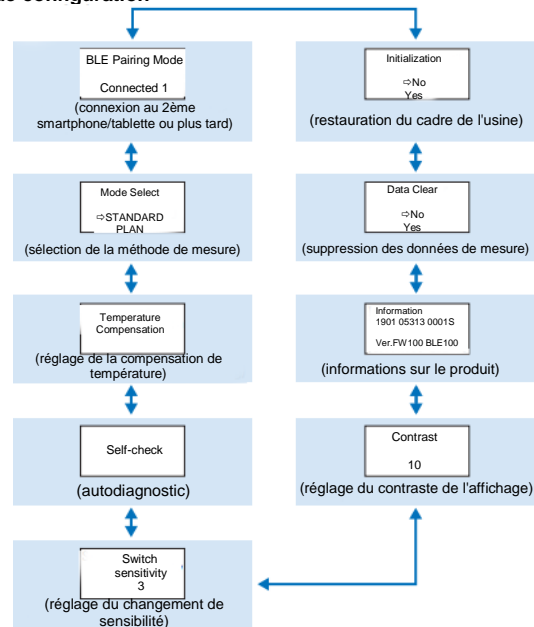 BLE Pairing Mode
Connected 1
(connexion au 2ème
smartphone/tablette ou plus tard)
Mode Select
⇨STANDARD
PLAN
(sélection de la méthode de mesure)
Temperature
Compensation
(réglage de la compensation de
température)
Self-check
(autodiagnostic)
Switch
sensitivity
3
(réglage du changement de
sensibilité)
Initialization
⇨No
Yes
(restauration du cadre de l'usine)
Data Clear
⇨No
Yes
(suppression des données de mesure)
Information
1901 05313 0001S
Ver.FW100 BLE100
(informations sur le produit)
Contrast
10
(réglage du contraste de l'affichage)